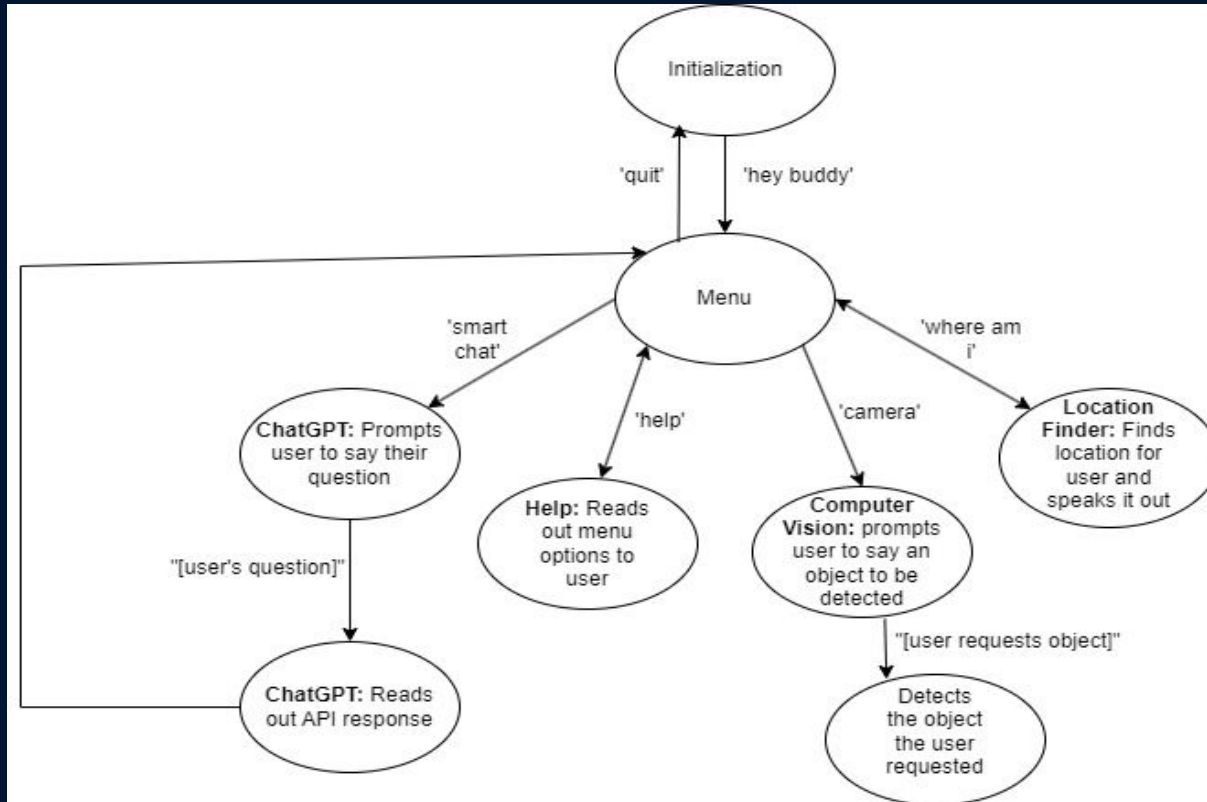 Initialization
'quit'
'hey buddy'
Menu
'smart
chat'
'where am
i'
'help'
'camera'
ChatGPT: Prompts
user to say their
question
Help: Reads
out menu
options to
user
Computer
Vision: prompts
user to say an
object to be
detected
Location
Finder: Finds
location for
user and
speaks it out
"[user's question]"
"[user requests object]"
ChatGPT: Reads
out API response
Detects
the object
the user
requested